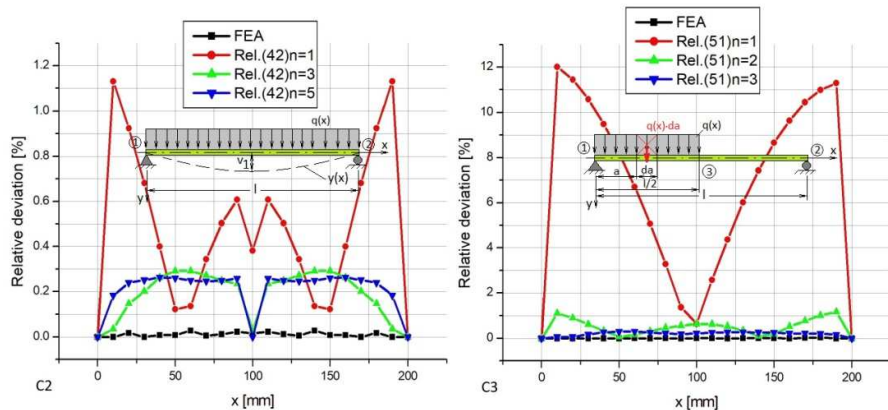 FEA
Rel.(42)n=1
Rel.(42)n=3
Rel.(42)n=5
1.2
1.0
0.8
0.6
0.4
0.2
0.0
Relative deviation [%]
q(x)
① ② x
v1
y(x)
l
y
0 50 100 150 200
x [mm]
C2
FEA
Rel.(51)n=1
Rel.(51)n=2
Rel.(51)n=3
12
10
8
6
4
2
0
Relative deviation [%]
q(x)·da q(x)
① ② x
a da ③
l/2 l
y
0 50 100 150 200
x [mm]
C3